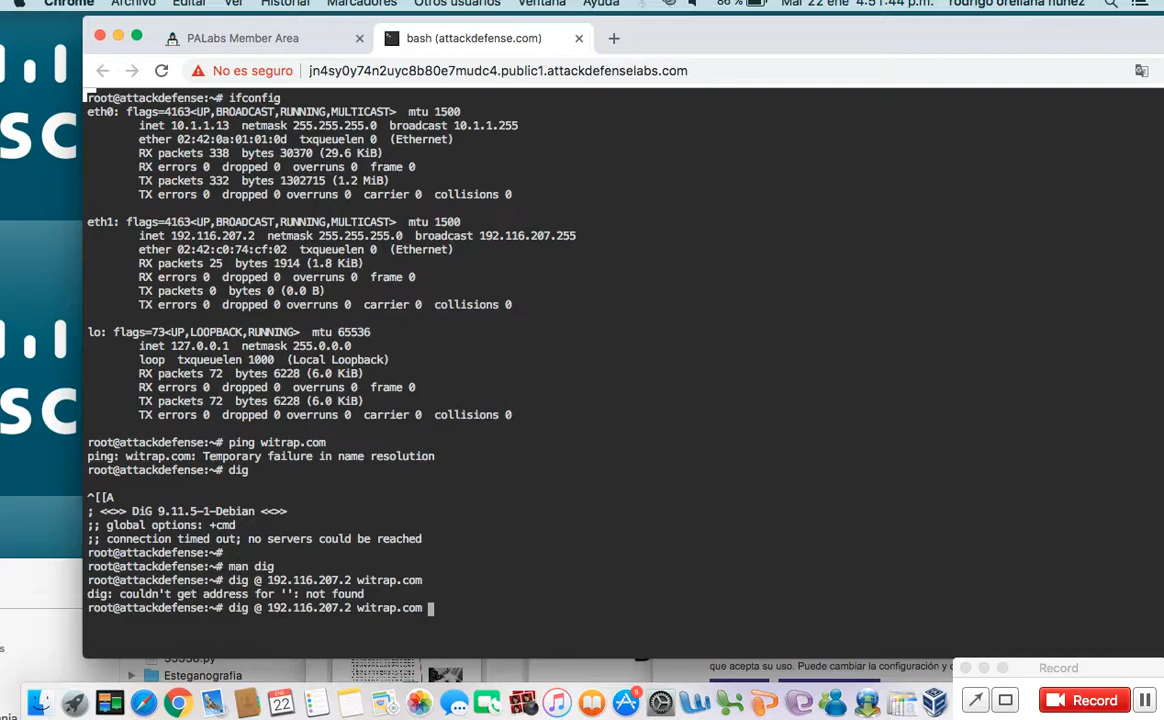 Chrome Archivo Editar Ver Historial Marcadores Otros usuarios Ventana Ayuda 86 % Mar 22 ene 4:51:44 p.m. rodrigo orellana nuñez
PALabs Member Area × bash (attackdefense.com) × +
No es seguro jn4sy0y74n2uyc8b80e7mudc4.public1.attackdefenselabs.com
root@attackdefense:~# ifconfig
eth0: flags=4163<UP,BROADCAST,RUNNING,MULTICAST> mtu 1500
inet 10.1.1.13 netmask 255.255.255.0 broadcast 10.1.1.255
ether 02:42:0a:01:01:0d txqueuelen 0 (Ethernet)
RX packets 338 bytes 30370 (29.6 KiB)
RX errors 0 dropped 0 overruns 0 frame 0
TX packets 332 bytes 1302715 (1.2 MiB)
TX errors 0 dropped 0 overruns 0 carrier 0 collisions 0
eth1: flags=4163<UP,BROADCAST,RUNNING,MULTICAST> mtu 1500
inet 192.116.207.2 netmask 255.255.255.0 broadcast 192.116.207.255
ether 02:42:c0:74:cf:02 txqueuelen 0 (Ethernet)
RX packets 25 bytes 1914 (1.8 KiB)
RX errors 0 dropped 0 overruns 0 frame 0
TX packets 0 bytes 0 (0.0 B)
TX errors 0 dropped 0 overruns 0 carrier 0 collisions 0
lo: flags=73<UP,LOOPBACK,RUNNING> mtu 65536
inet 127.0.0.1 netmask 255.0.0.0
loop txqueuelen 1000 (Local Loopback)
RX packets 72 bytes 6228 (6.0 KiB)
RX errors 0 dropped 0 overruns 0 frame 0
TX packets 72 bytes 6228 (6.0 KiB)
TX errors 0 dropped 0 overruns 0 carrier 0 collisions 0
root@attackdefense:~# ping witrap.com
ping: witrap.com: Temporary failure in name resolution
root@attackdefense:~# dig
^[[A
; <<>> DiG 9.11.5-1-Debian <<>>
;; global options: +cmd
;; connection timed out; no servers could be reached
root@attackdefense:~#
root@attackdefense:~# man dig
root@attackdefense:~# dig @ 192.116.207.2 witrap.com
dig: couldn't get address for '': not found
root@attackdefense:~# dig @ 192.116.207.2 witrap.com
Esteganografia
que acepta su uso. Puede cambiar la configuración y
Record
Record